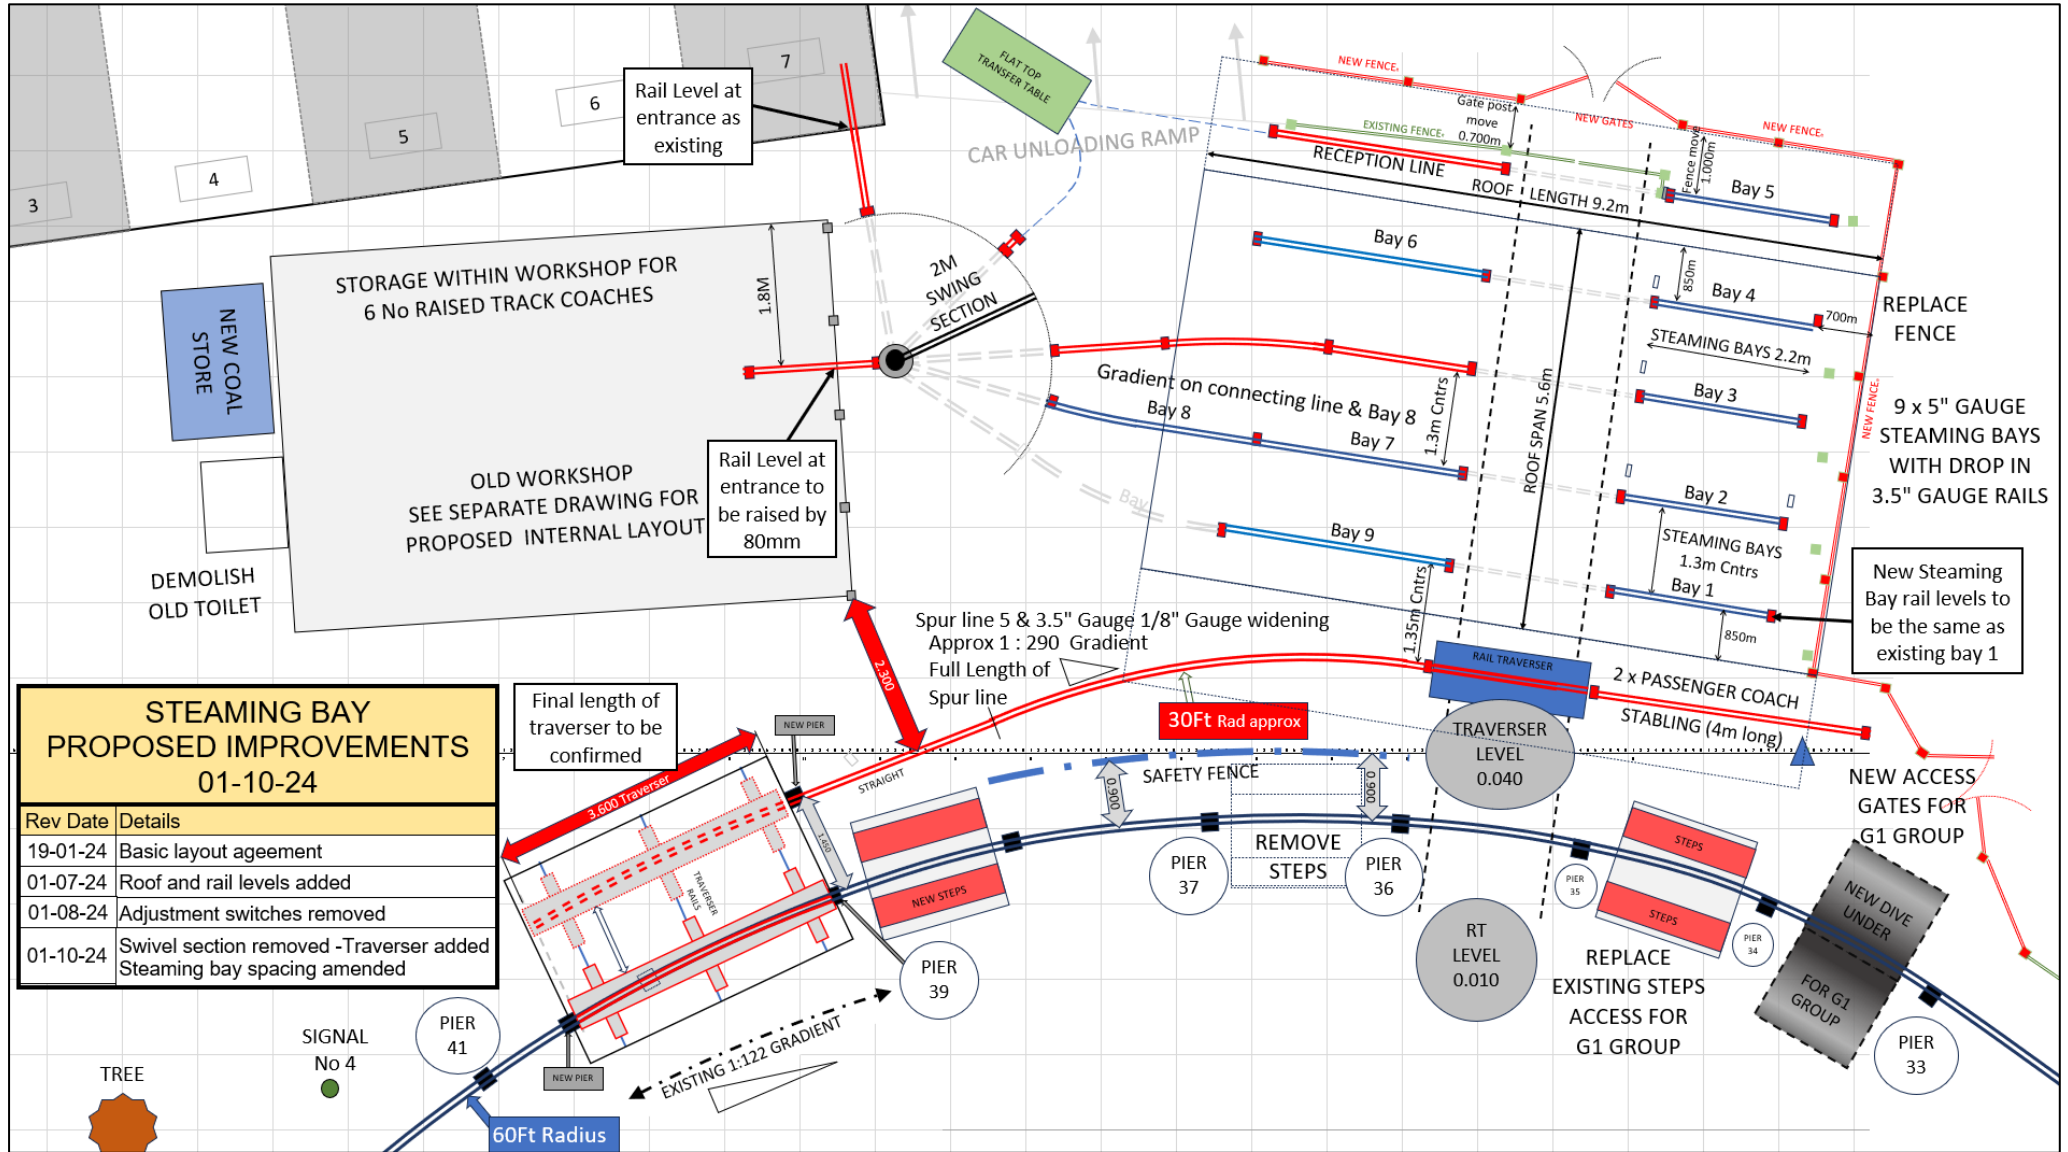 7
6
5
4
3
Rail Level at
entrance as
existing
FLAT TOP
TRANSFER TABLE
CAR UNLOADING RAMP
NEW FENCE.
Gate post
move
0.700m
NEW GATES
NEW FENCE.
EXISTING FENCE.
RECEPTION LINE
ROOF LENGTH 9.2m
Fence move
1.000m
Bay 5
Bay 6
850m
Bay 4
700m
REPLACE
FENCE
STEAMING BAYS 2.2m
Bay 3
NEW FENCE.
9 x 5" GAUGE
STEAMING BAYS
WITH DROP IN
3.5" GAUGE RAILS
STORAGE WITHIN WORKSHOP FOR
6 No RAISED TRACK COACHES
1.8M
2M
SWING
SECTION
NEW COAL
STORE
Gradient on connecting line & Bay 8
Bay 8
Bay 7
1.3m Cntrs
ROOF SPAN 5.6m
Bay 2
Bay
Bay 9
STEAMING BAYS
1.3m Cntrs
Bay 1
850m
1.35m Cntrs
OLD WORKSHOP
SEE SEPARATE DRAWING FOR
PROPOSED INTERNAL LAYOUT
Rail Level at
entrance to
be raised by
80mm
DEMOLISH
OLD TOILET
New Steaming
Bay rail levels to
be the same as
existing bay 1
Spur line 5 & 3.5" Gauge 1/8" Gauge widening
Approx 1 : 290 Gradient
Full Length of
Spur line
2.300
RAIL TRAVERSER
2 x PASSENGER COACH
STABLING (4m long)
30Ft Rad approx
TRAVERSER
LEVEL
0.040
STEAMING BAY
PROPOSED IMPROVEMENTS
01-10-24
Rev Date Details
19-01-24 Basic layout ageement
01-07-24 Roof and rail levels added
01-08-24 Adjustment switches removed
01-10-24 Swivel section removed -Traverser added
Steaming bay spacing amended
Final length of
traverser to be
confirmed
NEW PIER
3.600 Traverser
STRAIGHT
1.450
TRAVERSER
RAILS
SAFETY FENCE
0.900
0.900
REMOVE
STEPS
PIER
37
PIER
36
PIER
35
PIER
34
NEW STEPS
STEPS
STEPS
NEW ACCESS
GATES FOR
G1 GROUP
NEW DIVE
UNDER
FOR G1
GROUP
RT
LEVEL
0.010
REPLACE
EXISTING STEPS
ACCESS FOR
G1 GROUP
PIER
39
PIER
41
PIER
33
EXISTING 1:122 GRADIENT
NEW PIER
SIGNAL
No 4
TREE
60Ft Radius